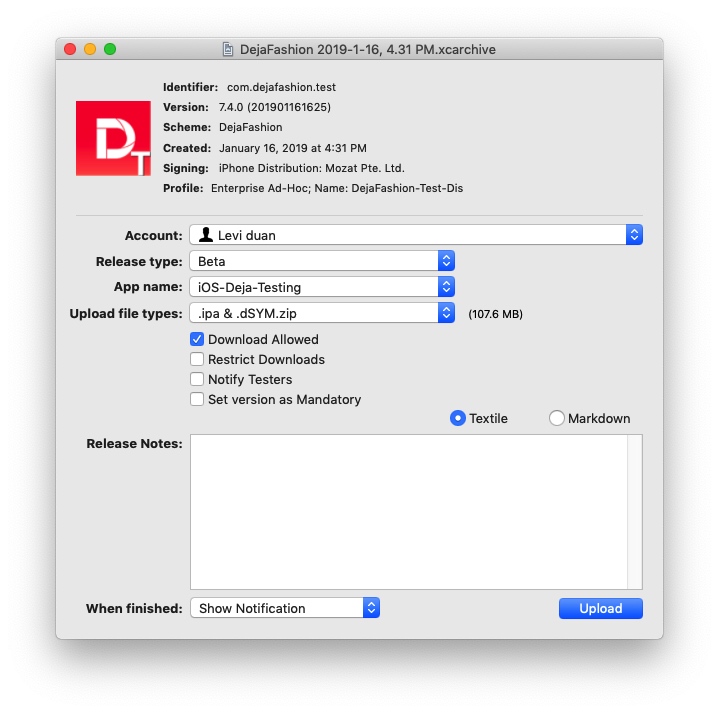 DejaFashion 2019-1-16, 4.31 PM.xcarchive
DT
Identifier: com.dejafashion.test
Version: 7.4.0 (201901161625)
Scheme: DejaFashion
Created: January 16, 2019 at 4:31 PM
Signing: iPhone Distribution: Mozat Pte. Ltd.
Profile: Enterprise Ad-Hoc; Name: DejaFashion-Test-Dis
Account: Levi duan
Release type: Beta
App name: iOS-Deja-Testing
Upload file types: .ipa & .dSYM.zip (107.6 MB)
Download Allowed
Restrict Downloads
Notify Testers
Set version as Mandatory
Textile Markdown
Release Notes:
When finished: Show Notification Upload